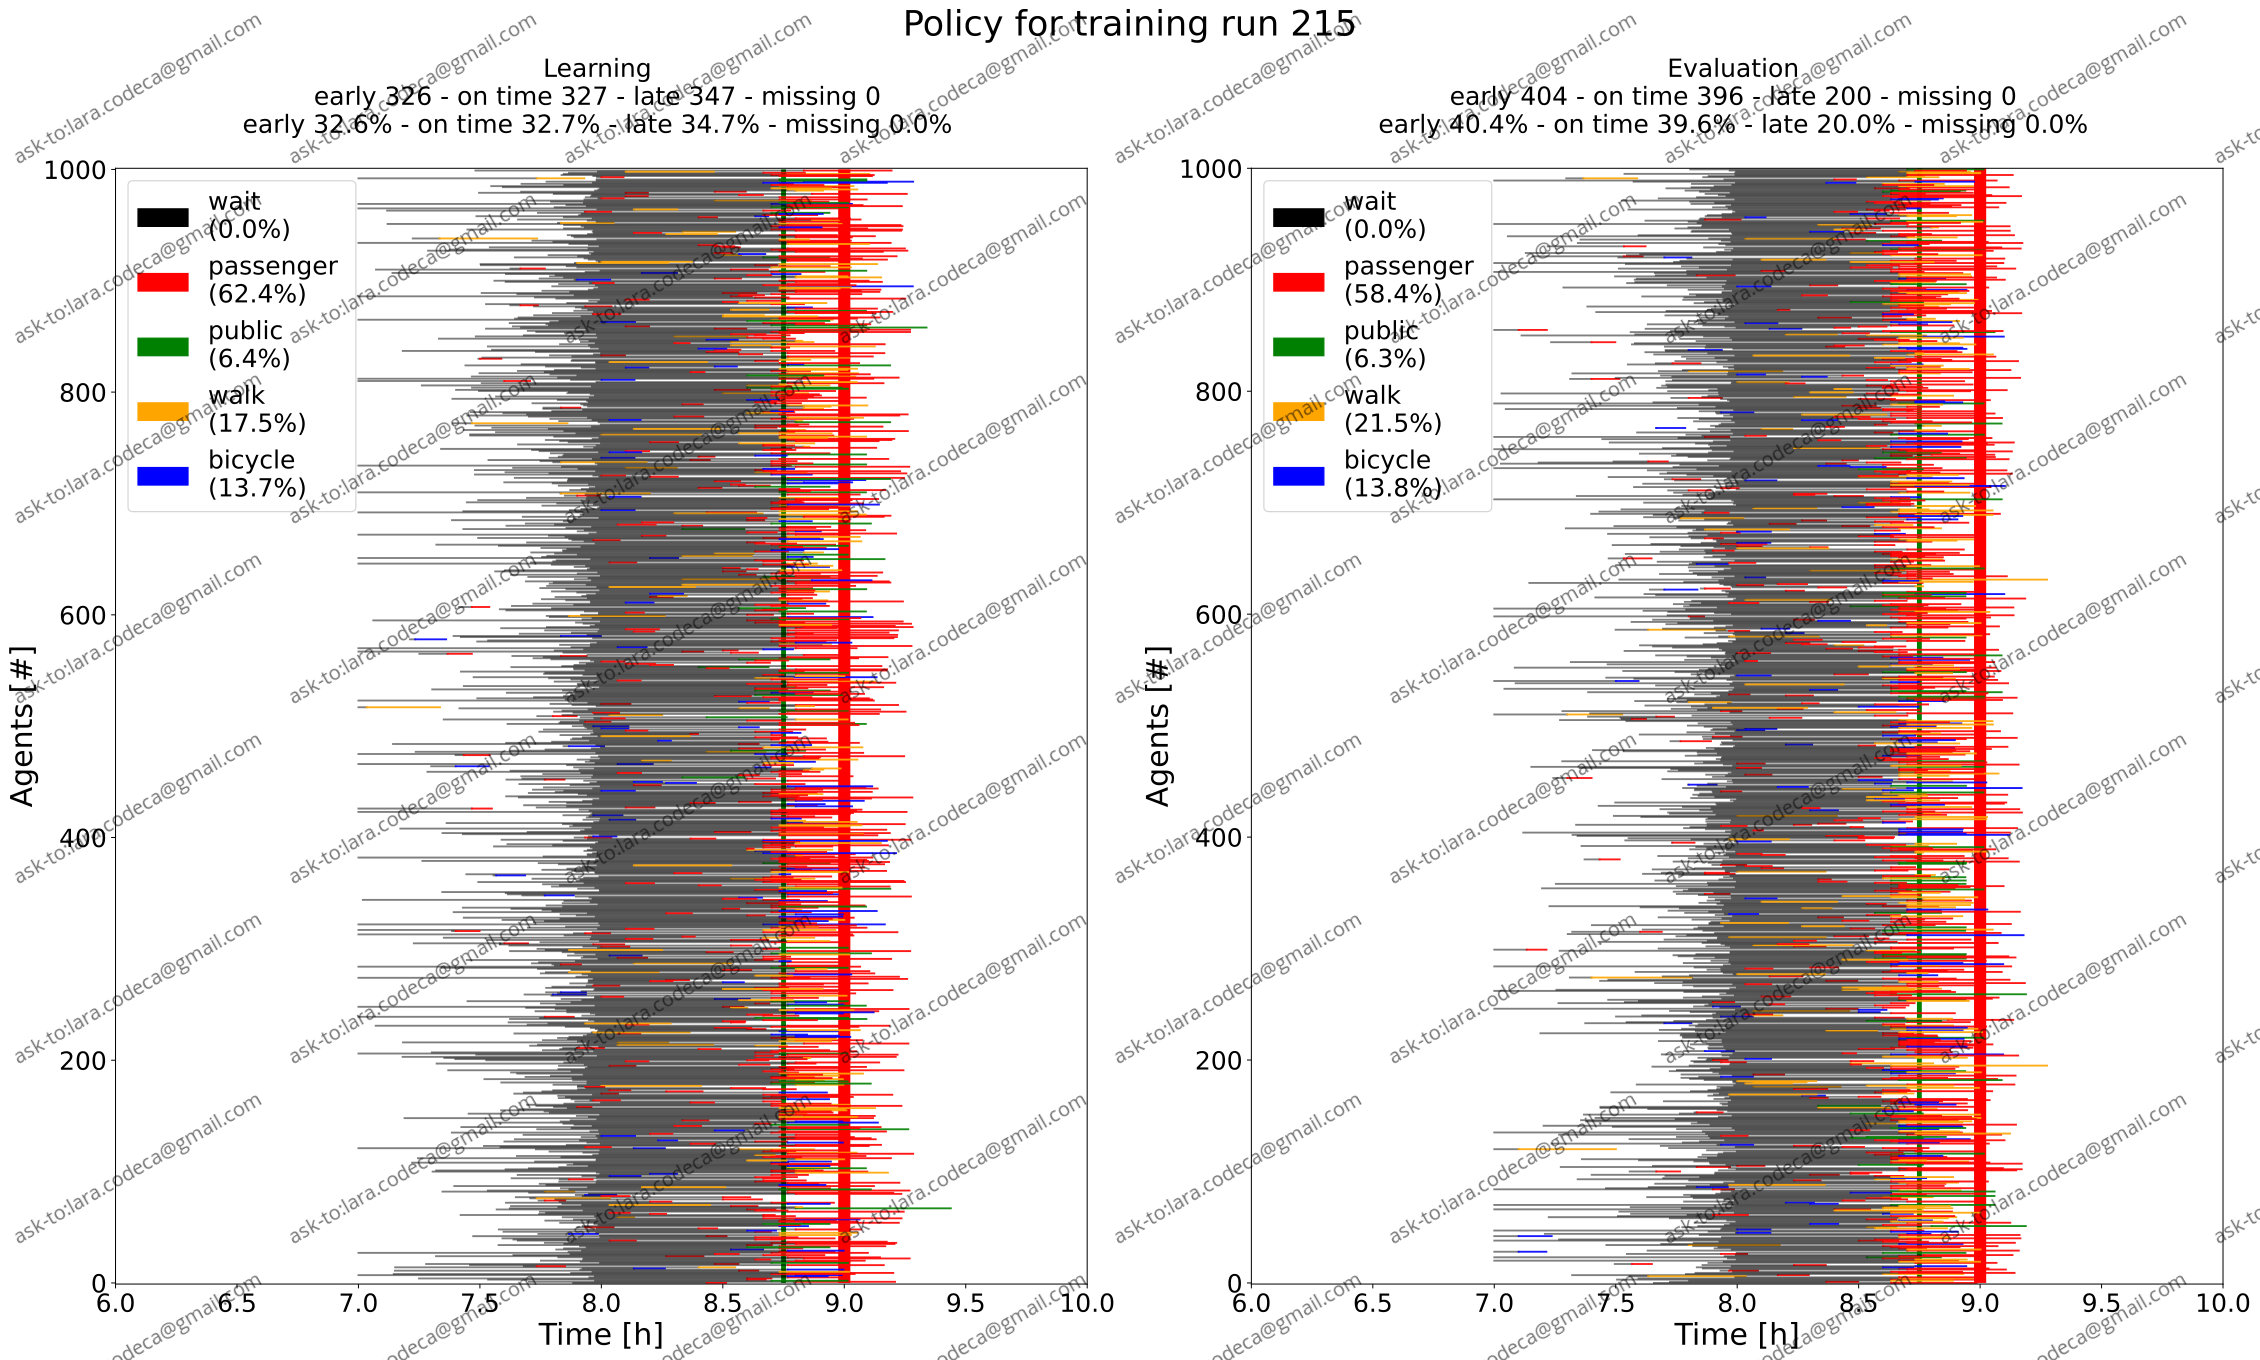 Policy for training run 215
Learning
early 326 - on time 327 - late 347 - missing 0
early 32.6% - on time 32.7% - late 34.7% - missing 0.0%
1000
800
600
400
200
0
Agents [#]
wait
(0.0%)
passenger
(62.4%)
public
(6.4%)
walk
(17.5%)
bicycle
(13.7%)
6.0 6.5 7.0 7.5 8.0 8.5 9.0 9.5 10.0
Time [h]
Evaluation
early 404 - on time 396 - late 200 - missing 0
early 40.4% - on time 39.6% - late 20.0% - missing 0.0%
1000
800
600
400
200
0
Agents [#]
wait
(0.0%)
passenger
(58.4%)
public
(6.3%)
walk
(21.5%)
bicycle
(13.8%)
6.0 6.5 7.0 7.5 8.0 8.5 9.0 9.5 10.0
Time [h]
ask-to:lara.codeca@gmail.com